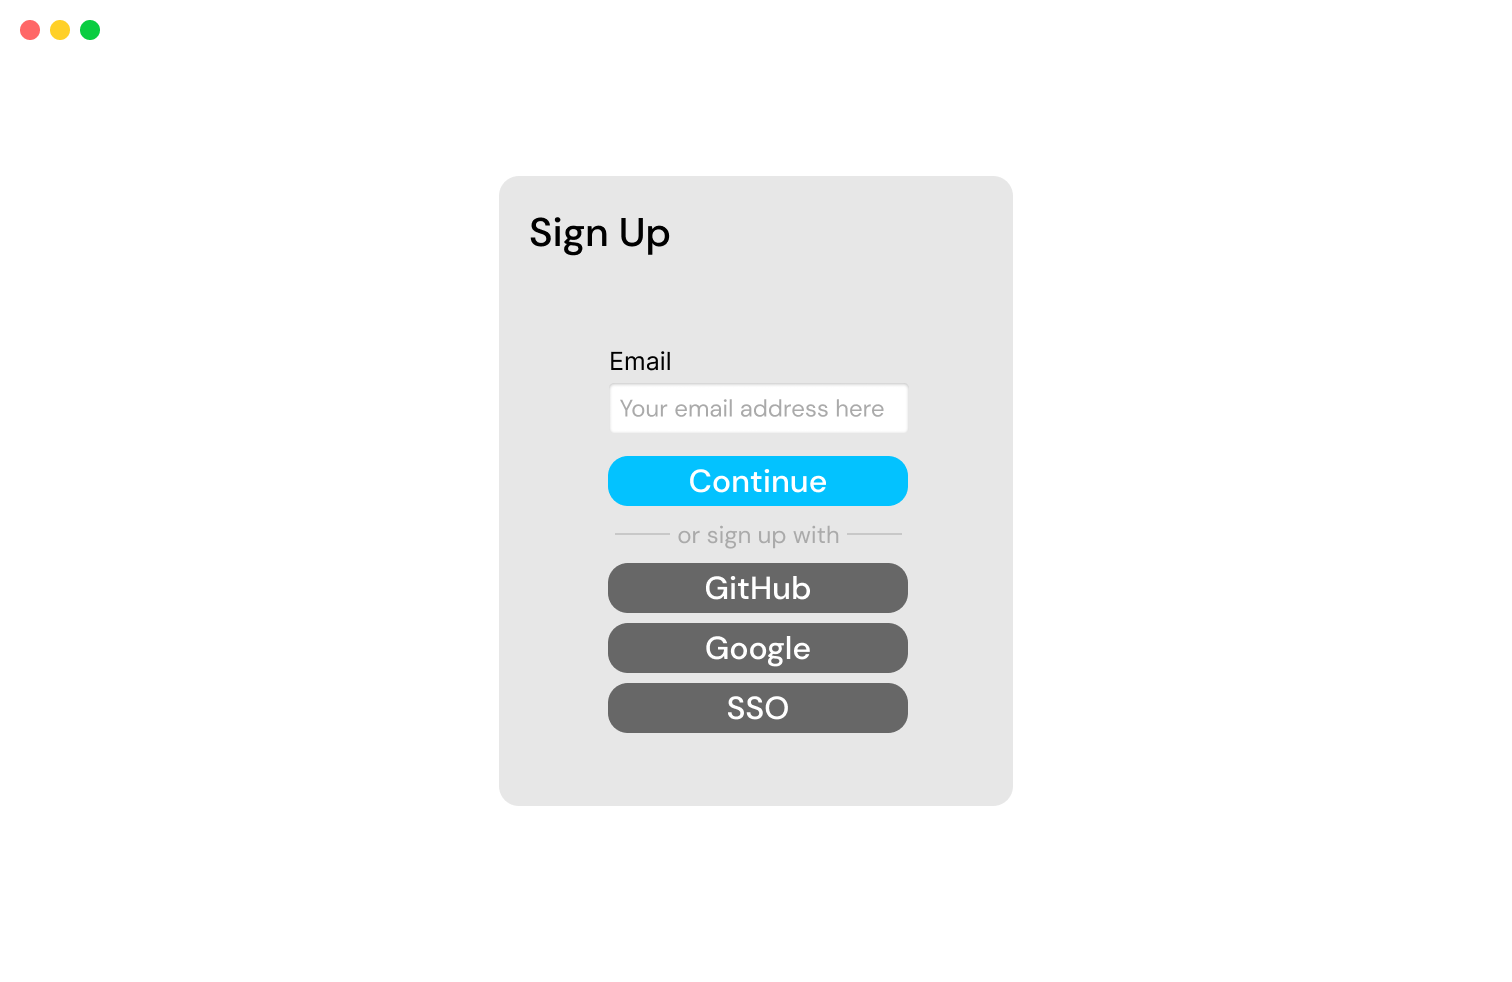 Sign Up
Email
Your email address here
Continue
or sign up with
GitHub
Google
SSO